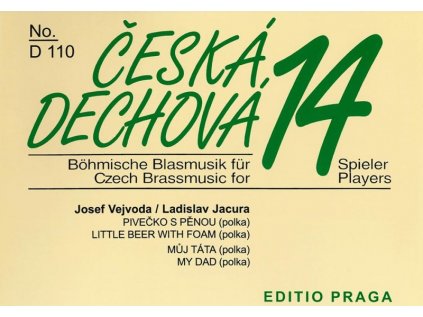 No.
D 110
ČESKÁ
DECHOVÁ 14
Böhmische Blasmusik für Spieler
Czech Brassmusic for Players
Josef Vejvoda / Ladislav Jacura
PIVEČKO S PĚNOU (polka)
LITTLE BEER WITH FOAM (polka)
MŮJ TÁTA (polka)
MY DAD (polka)
EDITIO PRAGA